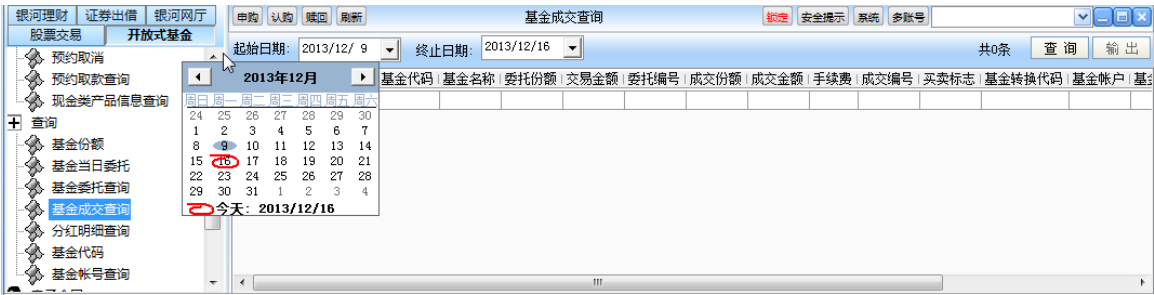 银河理财 证券出借 银河网厅 申购 认购 赎回 刷新 基金成交查询 锁定 安全提示 系统 多账号
股票交易 开放式基金
起始日期: 2013/12/ 9 终止日期: 2013/12/16 共0条 查 询 输 出
预约取消
预约取款查询
现金类产品信息查询
查询
基金份额
基金当日委托
基金委托查询
基金成交查询
分红明细查询
基金代码
基金帐号查询
基金代码 基金名称 委托份额 交易金额 委托编号 成交份额 成交金额 手续费 成交编号 买卖标志 基金转换代码 基金帐户
2013年12月
周日 周一 周二 周三 周四 周五 周六
24 25 26 27 28 29 30
1 2 3 4 5 6 7
8 9 10 11 12 13 14
15 16 17 18 19 20 21
22 23 24 25 26 27 28
29 30 31 1 2 3 4
今天: 2013/12/16